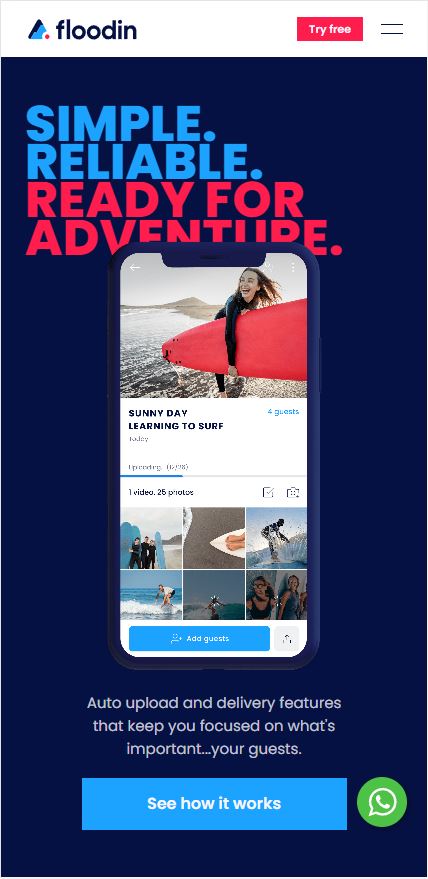 floodin
Try free
SIMPLE.
RELIABLE.
READY FOR
ADVENTURE.
SUNNY DAY
LEARNING TO SURF
4 guests
Today
Uploading... (12/26)
1 video, 25 photos
Add guests
Auto upload and delivery features
that keep you focused on what's
important...your guests.
See how it works